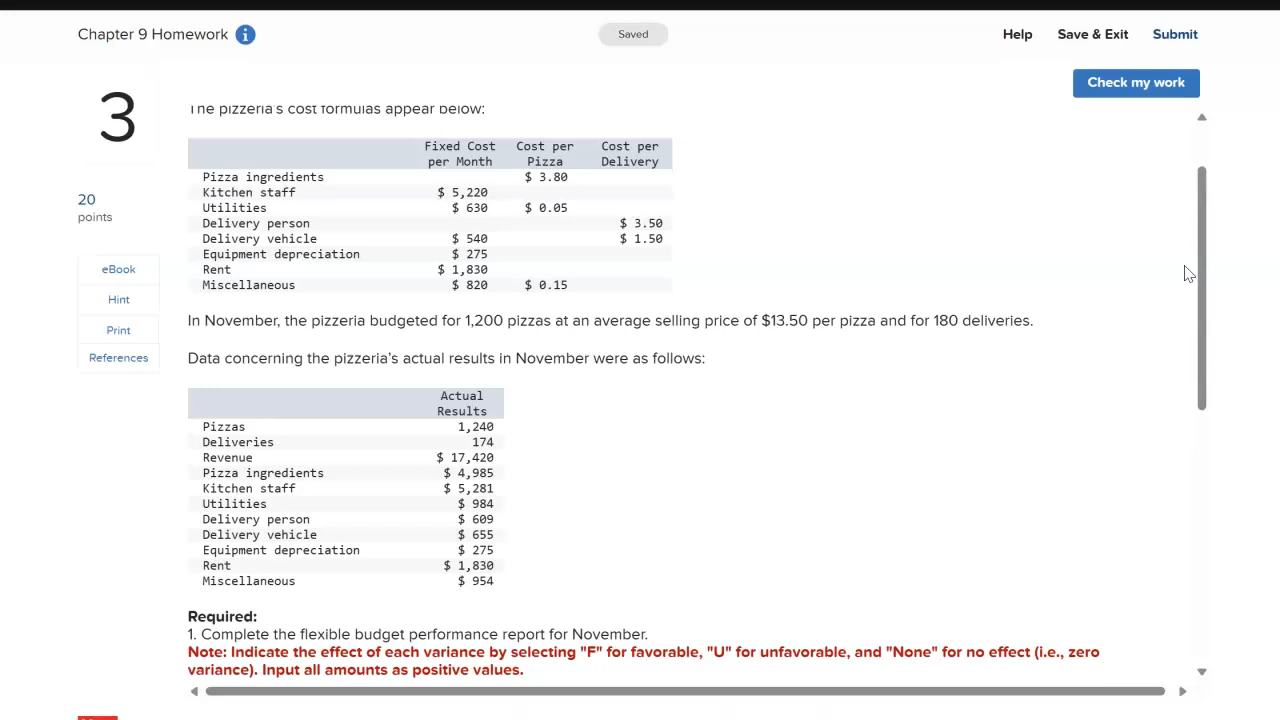 Chapter 9 Homework i Saved Help Save & Exit Submit
Check my work
3
The pizzeria's cost formulas appear below:
Fixed Cost Cost per Cost per
per Month Pizza Delivery
Pizza ingredients $ 3.80
Kitchen staff $ 5,220
Utilities $ 630 $ 0.05
Delivery person $ 3.50
Delivery vehicle $ 540 $ 1.50
Equipment depreciation $ 275
Rent $ 1,830
Miscellaneous $ 820 $ 0.15
20
points
eBook
Hint
Print
References
In November, the pizzeria budgeted for 1,200 pizzas at an average selling price of $13.50 per pizza and for 180 deliveries.
Data concerning the pizzeria's actual results in November were as follows:
Actual
Results
Pizzas 1,240
Deliveries 174
Revenue $ 17,420
Pizza ingredients $ 4,985
Kitchen staff $ 5,281
Utilities $ 984
Delivery person $ 609
Delivery vehicle $ 655
Equipment depreciation $ 275
Rent $ 1,830
Miscellaneous $ 954
Required:
1. Complete the flexible budget performance report for November.
Note: Indicate the effect of each variance by selecting "F" for favorable, "U" for unfavorable, and "None" for no effect (i.e., zero
variance). Input all amounts as positive values.